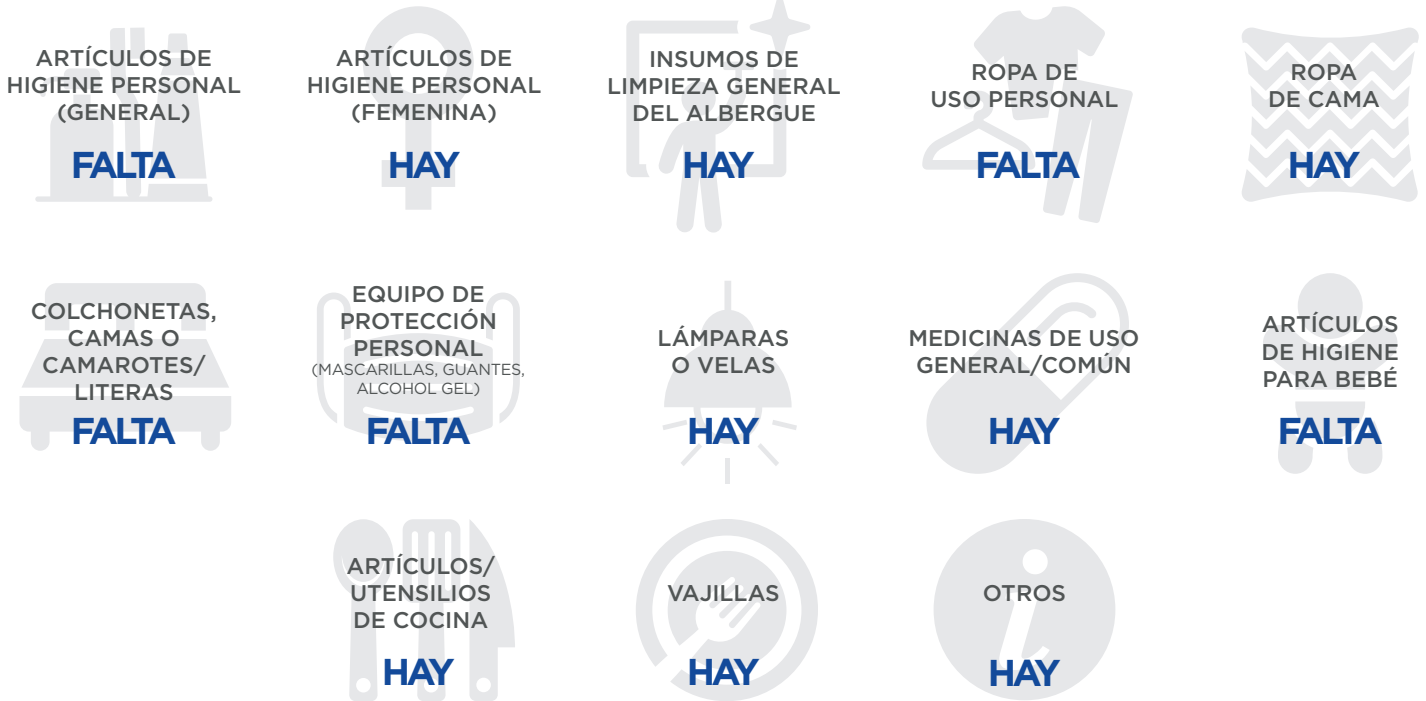 ARTÍCULOS DE
HIGIENE PERSONAL
(GENERAL)
FALTA
ARTÍCULOS DE
HIGIENE PERSONAL
(FEMENINA)
HAY
INSUMOS DE
LIMPIEZA GENERAL
DEL ALBERGUE
HAY
ROPA DE
USO PERSONAL
FALTA
ROPA
DE CAMA
HAY
COLCHONETAS,
CAMAS O
CAMAROTES/
LITERAS
FALTA
EQUIPO DE
PROTECCIÓN
PERSONAL
(MASCARILLAS, GUANTES,
ALCOHOL GEL)
FALTA
LÁMPARAS
O VELAS
HAY
MEDICINAS DE USO
GENERAL/COMÚN
HAY
ARTÍCULOS
DE HIGIENE
PARA BEBÉ
FALTA
ARTÍCULOS/
UTENSILIOS
DE COCINA
HAY
VAJILLAS
HAY
OTROS
HAY